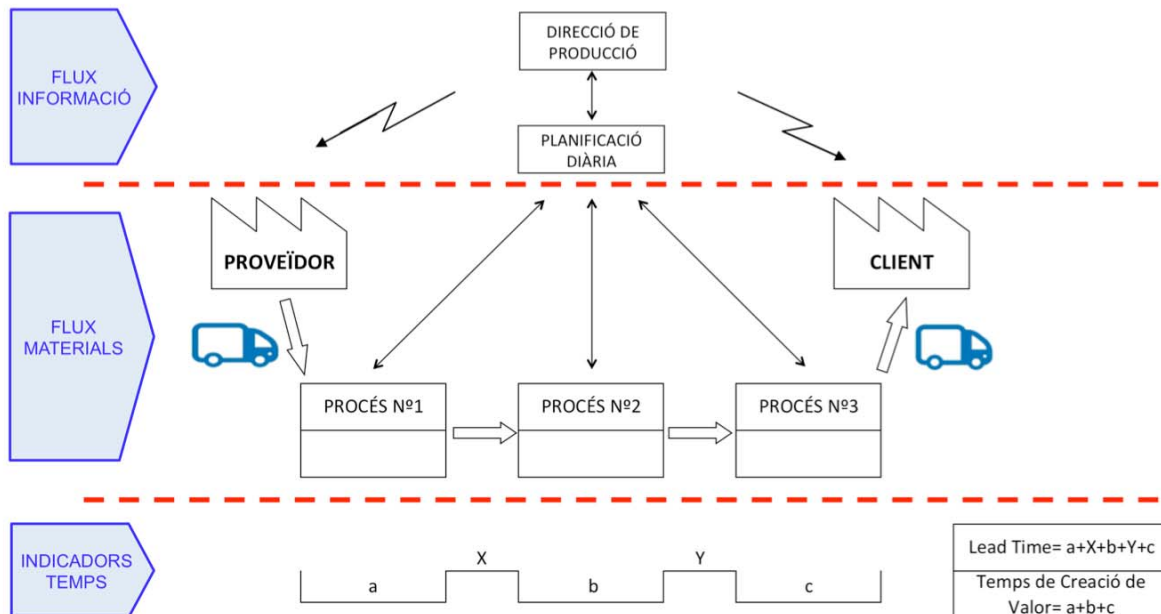 DIRECCIÓ DE
PRODUCCIÓ
FLUX
INFORMACIÓ
PLANIFICACIÓ
DIÀRIA
PROVEÏDOR
CLIENT
FLUX
MATERIALS
PROCÉS Nº1
PROCÉS Nº2
PROCÉS Nº3
INDICADORS
TEMPS
X
Y
a
b
c
Lead Time= a+X+b+Y+c
Temps de Creació de
Valor= a+b+c